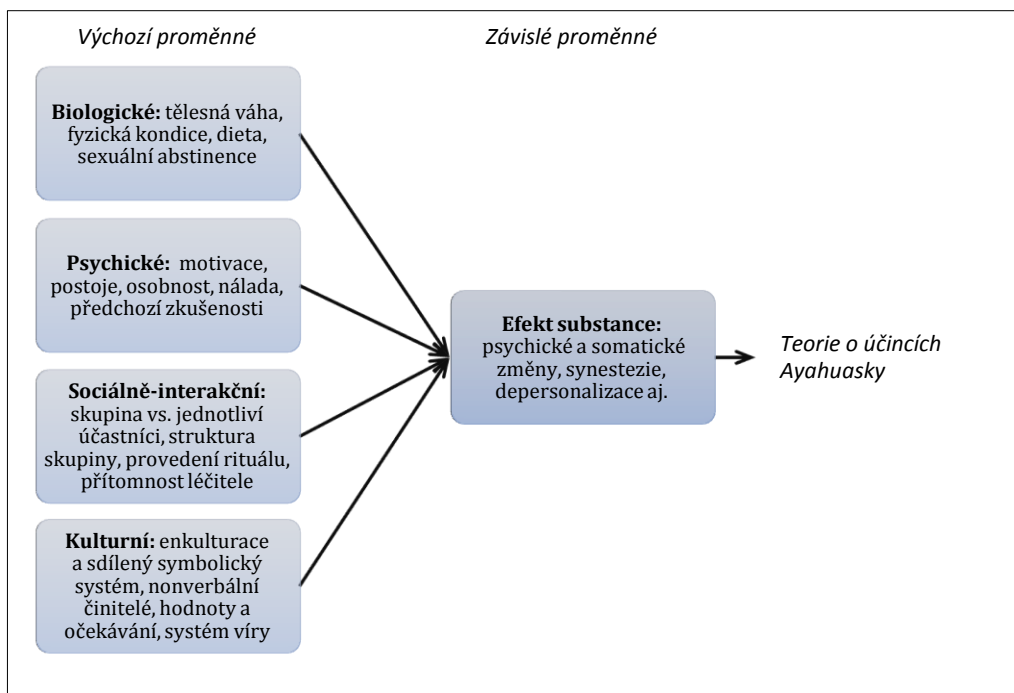 Výchozí proměnné
Závislé proměnné
Biologické: tělesná váha,
fyzická kondice, dieta,
sexuální abstinence
Psychické: motivace,
postoje, osobnost, nálada,
předchozí zkušenosti
Sociálně-interakční:
skupina vs. jednotliví
účastníci, struktura
skupiny, provedení rituálu,
přítomnost léčitele
Kulturní: enkulturace
a sdílený symbolický
systém, nonverbální
činitelé, hodnoty a
očekávání, systém víry
Efekt substance:
psychické a somatické
změny, synestezie,
depersonalizace aj.
Teorie o účincích
Ayahuasky